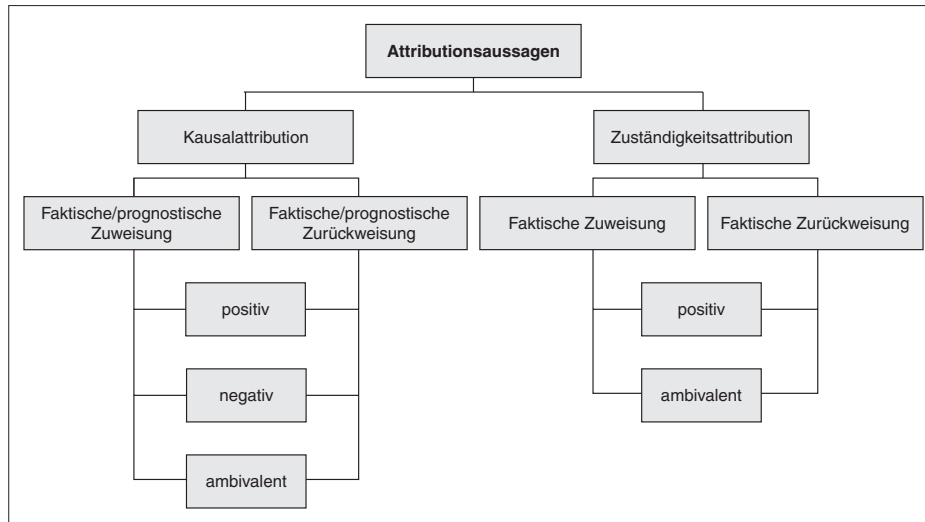 Attributionsaussagen
Kausalattribution
Zuständigkeitsattribution
Faktische/prognostische
Zuweisung
Faktische/prognostische
Zurückweisung
Faktische Zuweisung
Faktische Zurückweisung
positiv
positiv
negativ
ambivalent
ambivalent